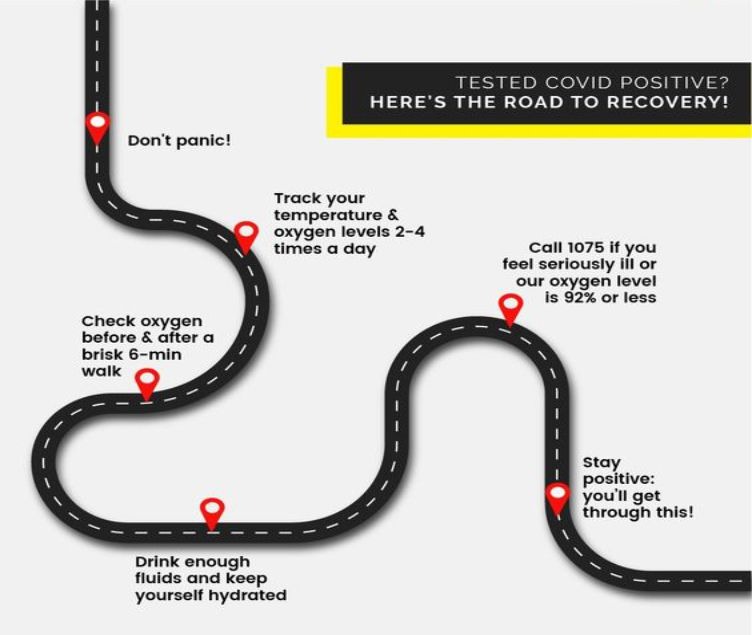 TESTED COVID POSITIVE?
HERE'S THE ROAD TO RECOVERY!
Don't panic!
Track your
temperature &
oxygen levels 2-4
times a day
Check oxygen
before & after a
brisk 6-min
walk
Drink enough
fluids and keep
yourself hydrated
Call 1075 if you
feel seriously ill or
our oxygen level
is 92% or less
Stay
positive:
you'll get
through this!